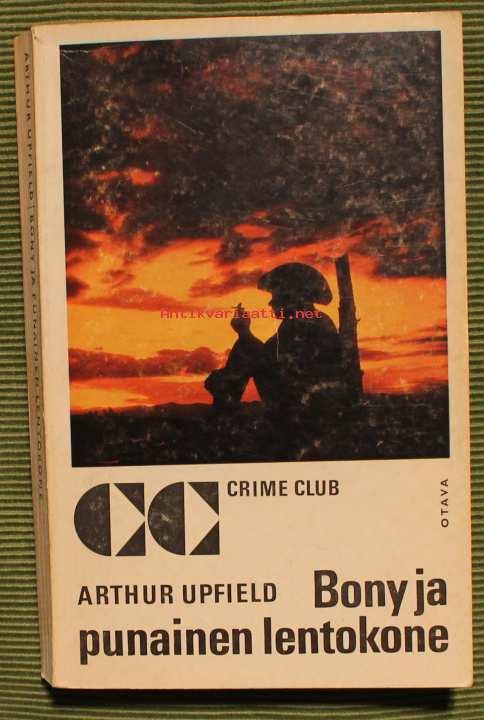 ARTHUR UPFIELD: BONY JA PUNAINEN LENTOKONE
Antikvariaatti.net
CRIME CLUB
OTAVA
ARTHUR UPFIELD Bony ja
punainen lentokone